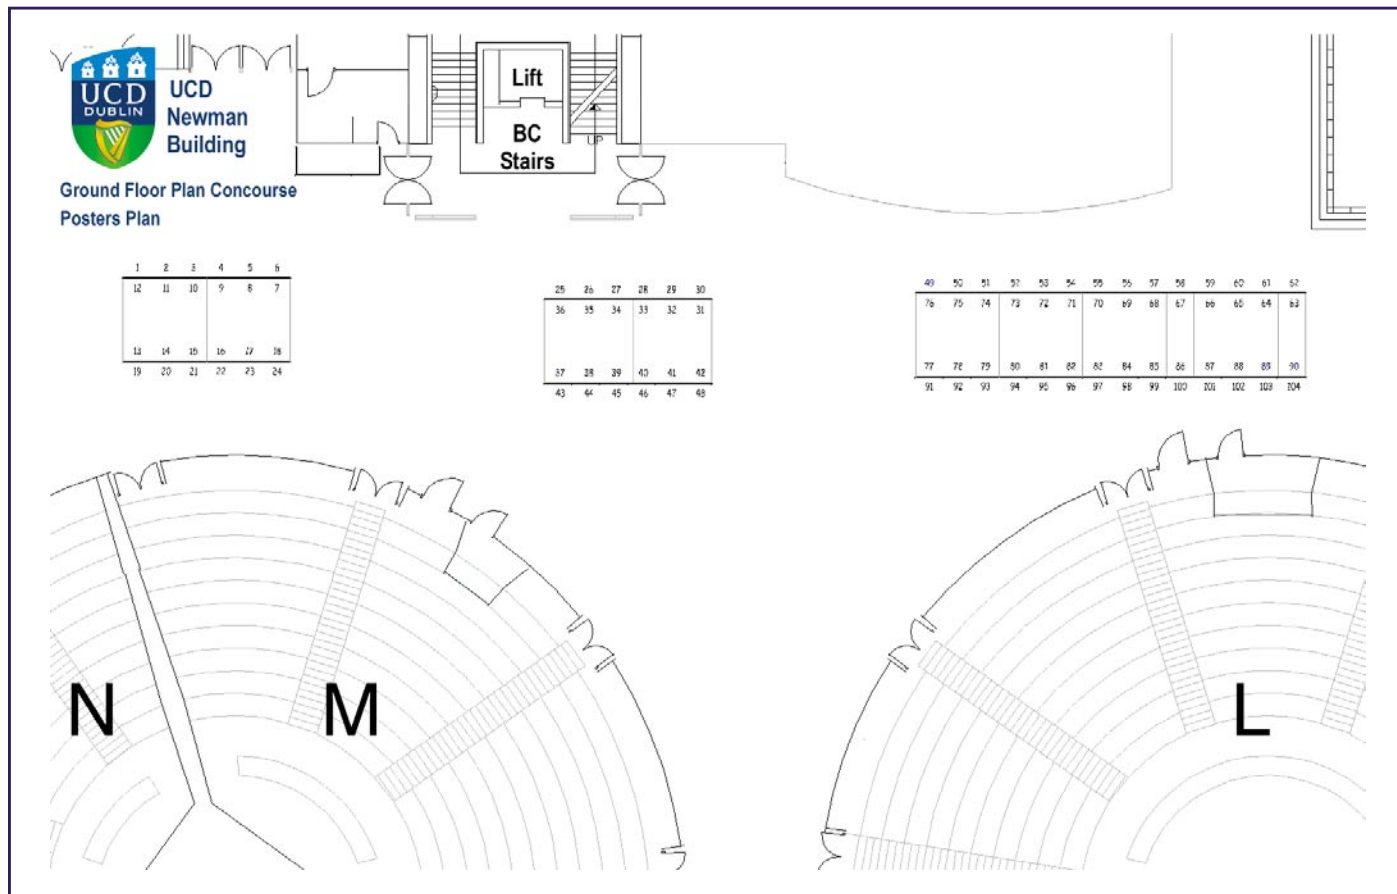 UCD
DUBLIN
UCD
Newman
Building
Ground Floor Plan Concourse
Posters Plan
Lift
BC
Stairs
UP
1 2 3 4 5 6
12 11 10 9 8 7
13 14 15 16 17 18
19 20 21 22 23 24
25 26 27 28 29 30
36 35 34 33 32 31
37 38 39 40 41 42
43 44 45 46 47 48
49 50 51 52 53 54 55 56 57 58 59 60 61 62
76 75 74 73 72 71 70 69 68 67 66 65 64 63
77 78 79 80 81 82 83 84 85 86 87 88 89 90
91 92 93 94 95 96 97 98 99 100 101 102 103 104
N
M
L